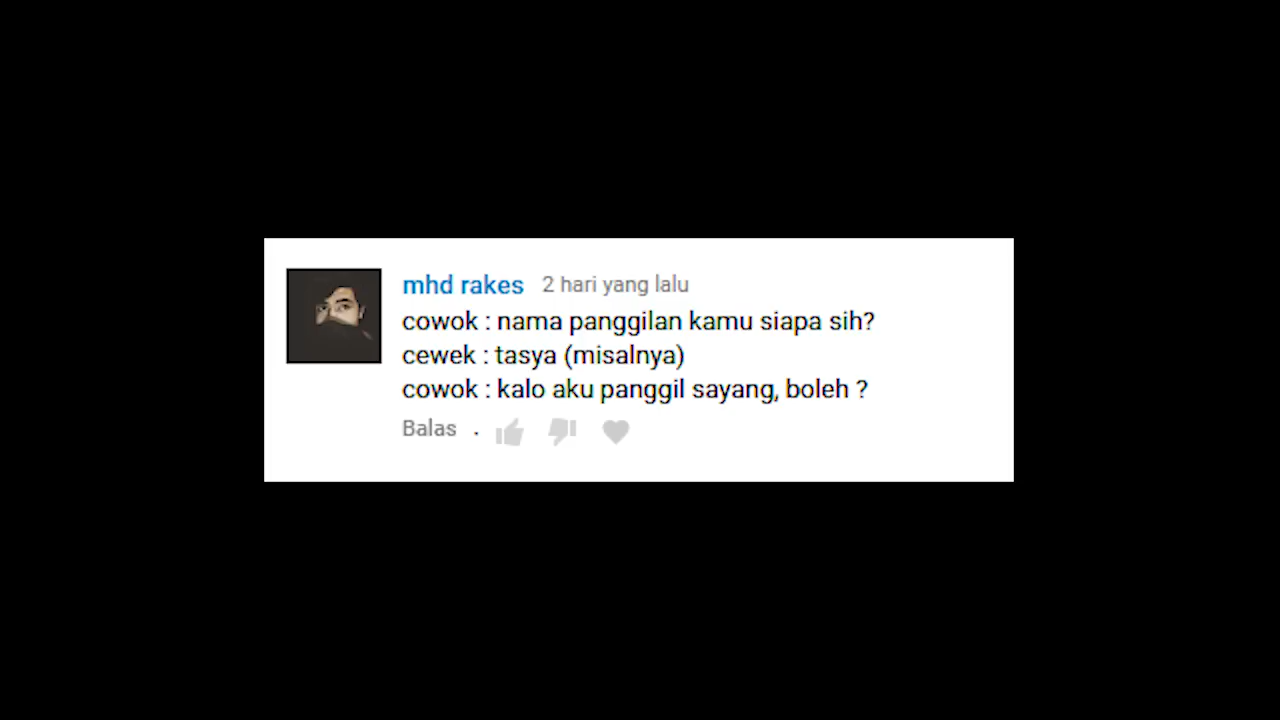 mhd rakes 2 hari yang lalu
cowok : nama panggilan kamu siapa sih?
cewek : tasya (misalnya)
cowok : kalo aku panggil sayang, boleh ?
Balas .